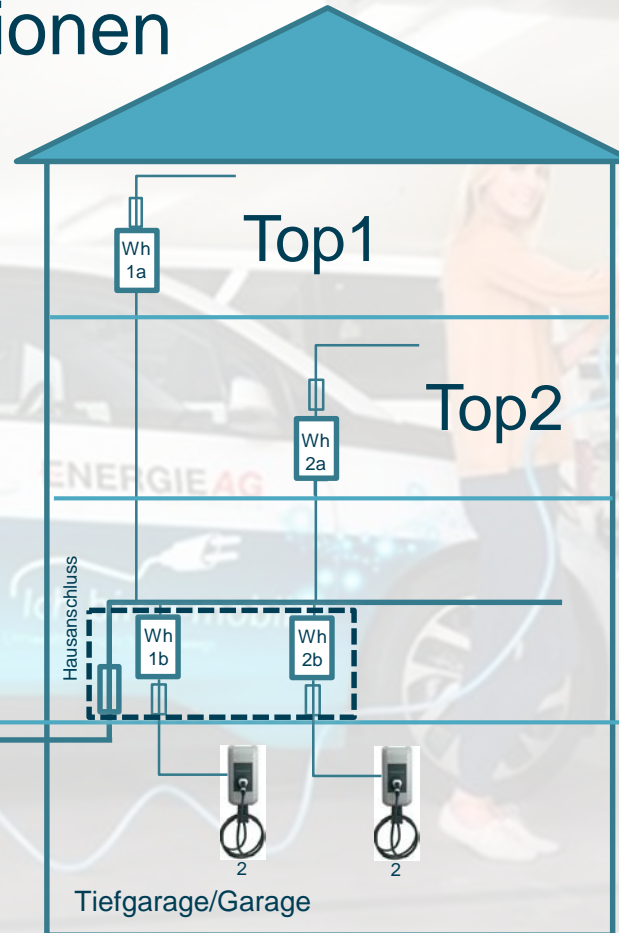 ionen
Wh
1a
Top1
Wh
2a
Top2
ENERGIE AG
Hausanschluss
Wh
1b
Wh
2b
2
2
Tiefgarage/Garage